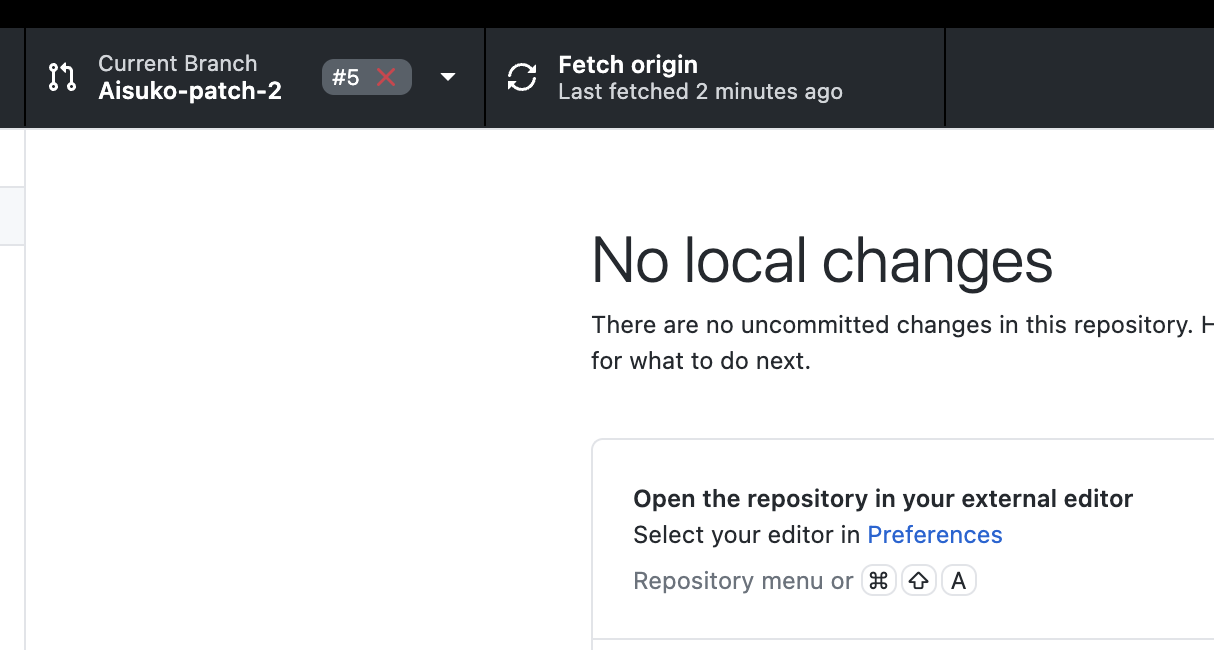 Current Branch
Aisuko-patch-2
#5
Fetch origin
Last fetched 2 minutes ago
No local changes
There are no uncommitted changes in this repository. H
for what to do next.
Open the repository in your external editor
Select your editor in Preferences
Repository menu or ⌘ ⇧ A